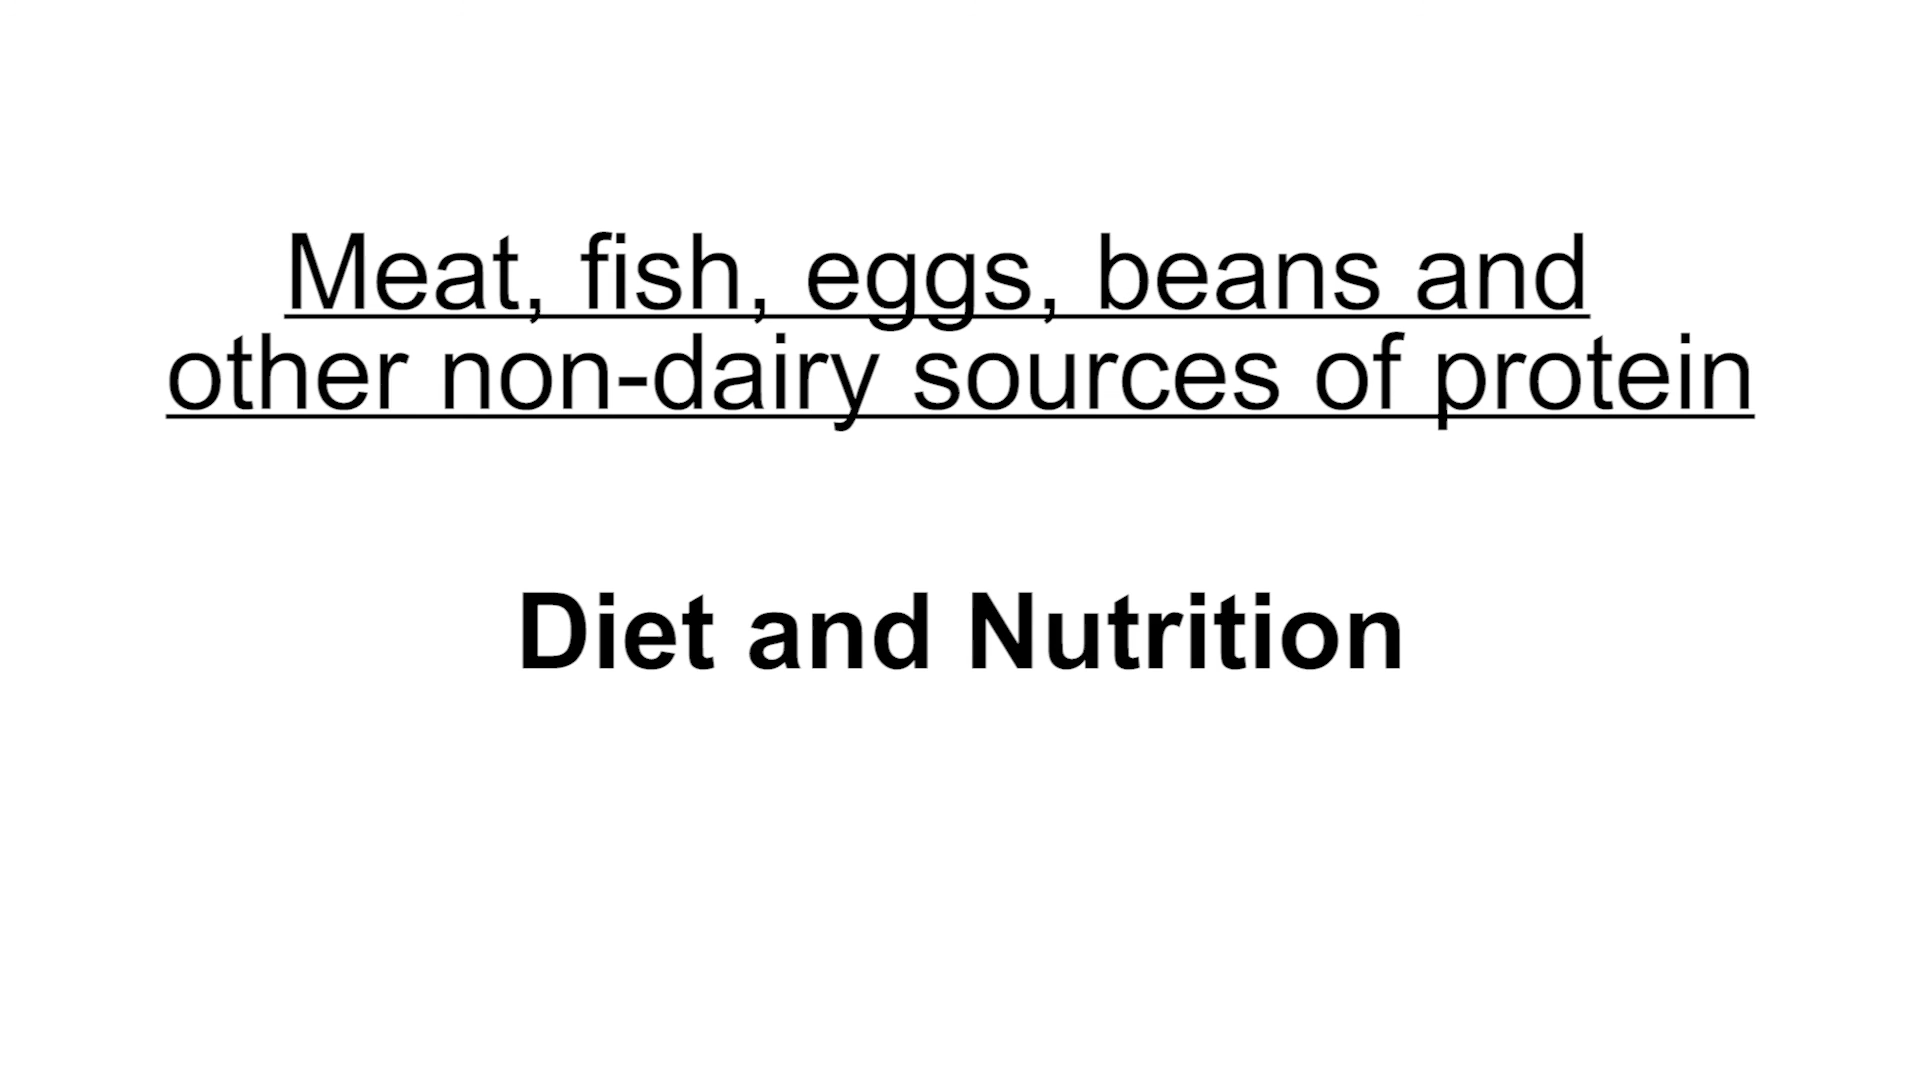 Meat, fish, eggs, beans and
other non-dairy sources of protein
Diet and Nutrition